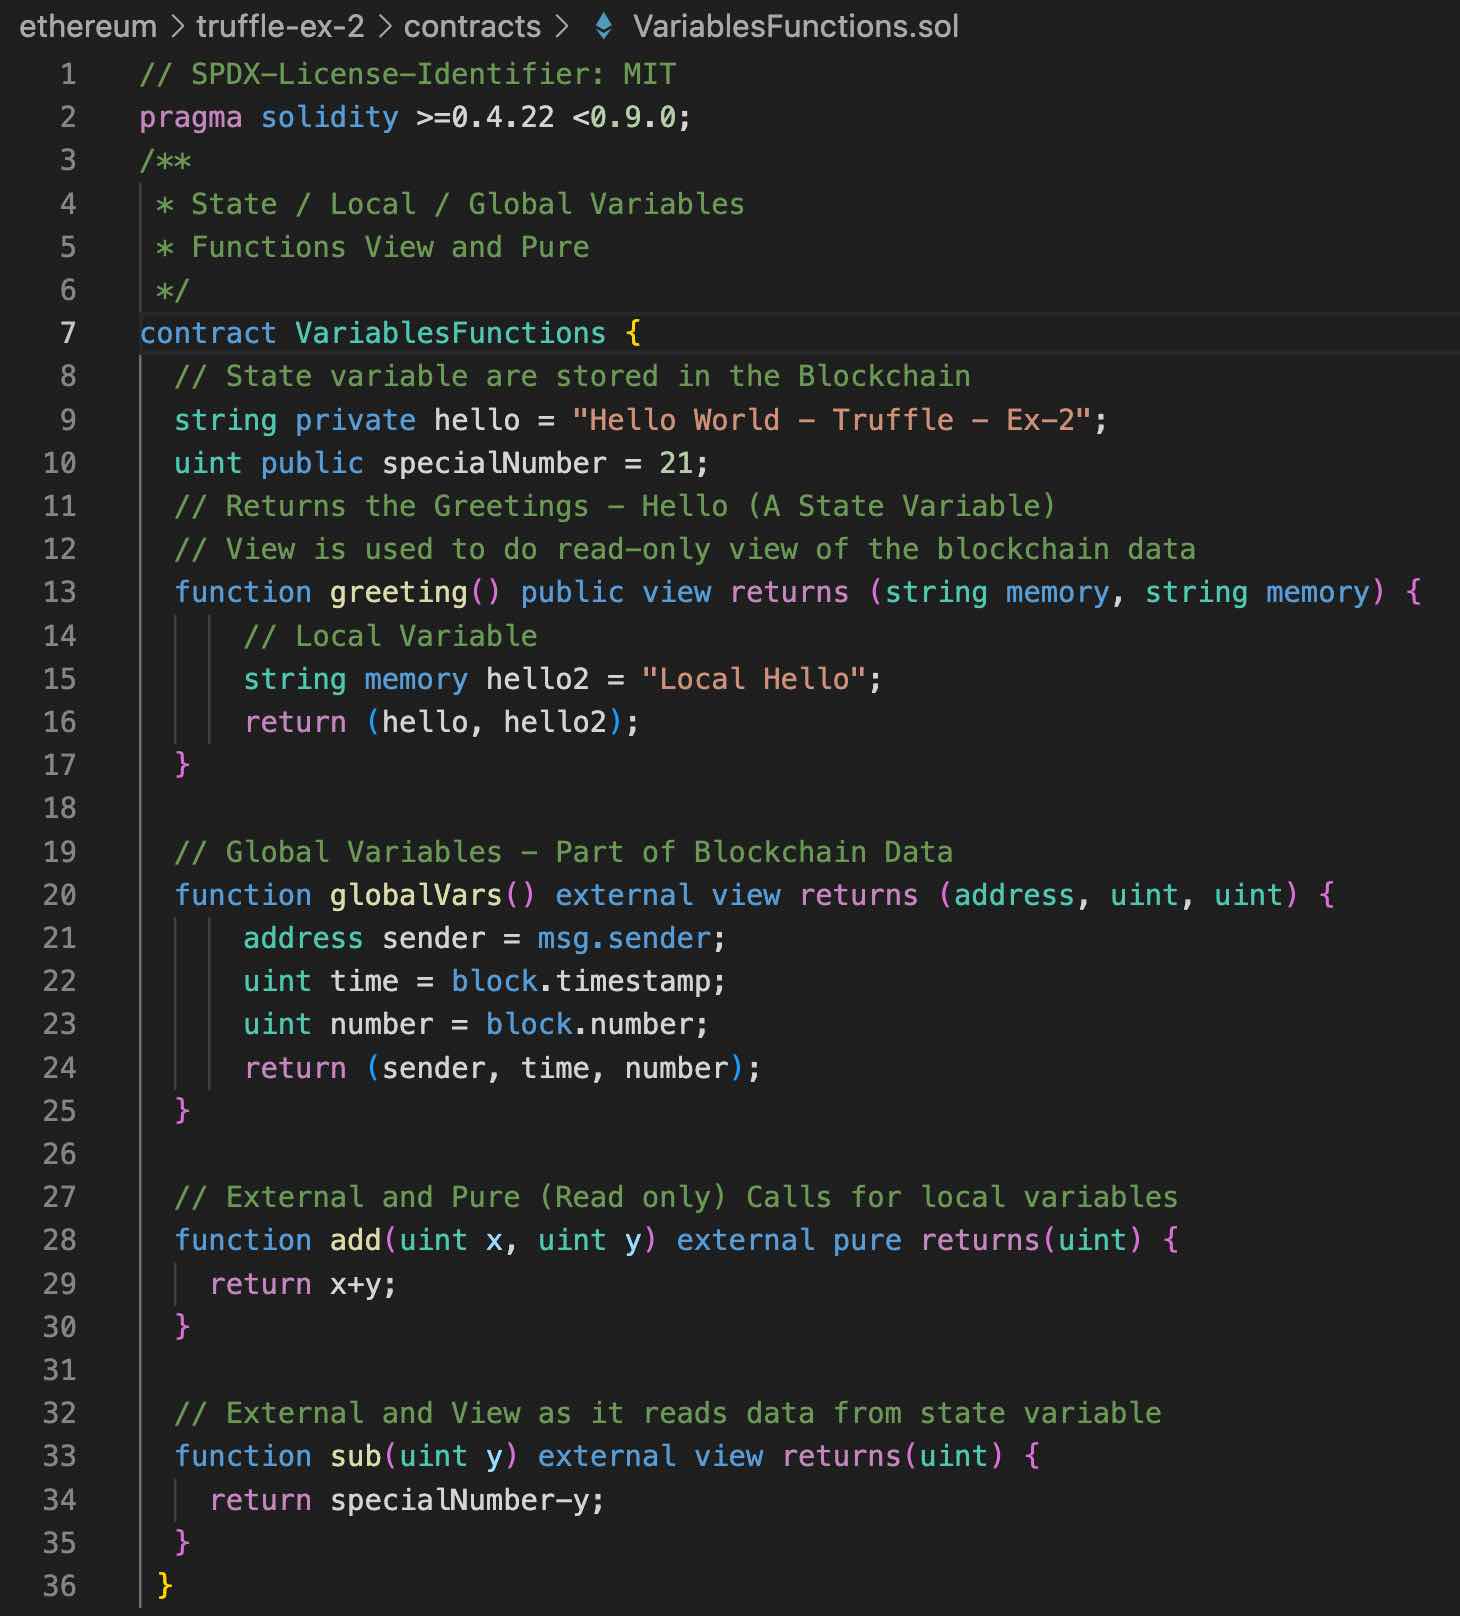 ethereum > truffle-ex-2 > contracts > VariablesFunctions.sol
1 // SPDX-License-Identifier: MIT
2 pragma solidity >=0.4.22 <0.9.0;
3 /**
4  * State / Local / Global Variables
5  * Functions View and Pure
6  */
7 contract VariablesFunctions {
8   // State variable are stored in the Blockchain
9   string private hello = "Hello World - Truffle - Ex-2";
10   uint public specialNumber = 21;
11   // Returns the Greetings - Hello (A State Variable)
12   // View is used to do read-only view of the blockchain data
13   function greeting() public view returns (string memory, string memory) {
14       // Local Variable
15       string memory hello2 = "Local Hello";
16       return (hello, hello2);
17   }
18
19   // Global Variables - Part of Blockchain Data
20   function globalVars() external view returns (address, uint, uint) {
21       address sender = msg.sender;
22       uint time = block.timestamp;
23       uint number = block.number;
24       return (sender, time, number);
25   }
26
27   // External and Pure (Read only) Calls for local variables
28   function add(uint x, uint y) external pure returns(uint) {
29     return x+y;
30   }
31
32   // External and View as it reads data from state variable
33   function sub(uint y) external view returns(uint) {
34     return specialNumber-y;
35   }
36  }